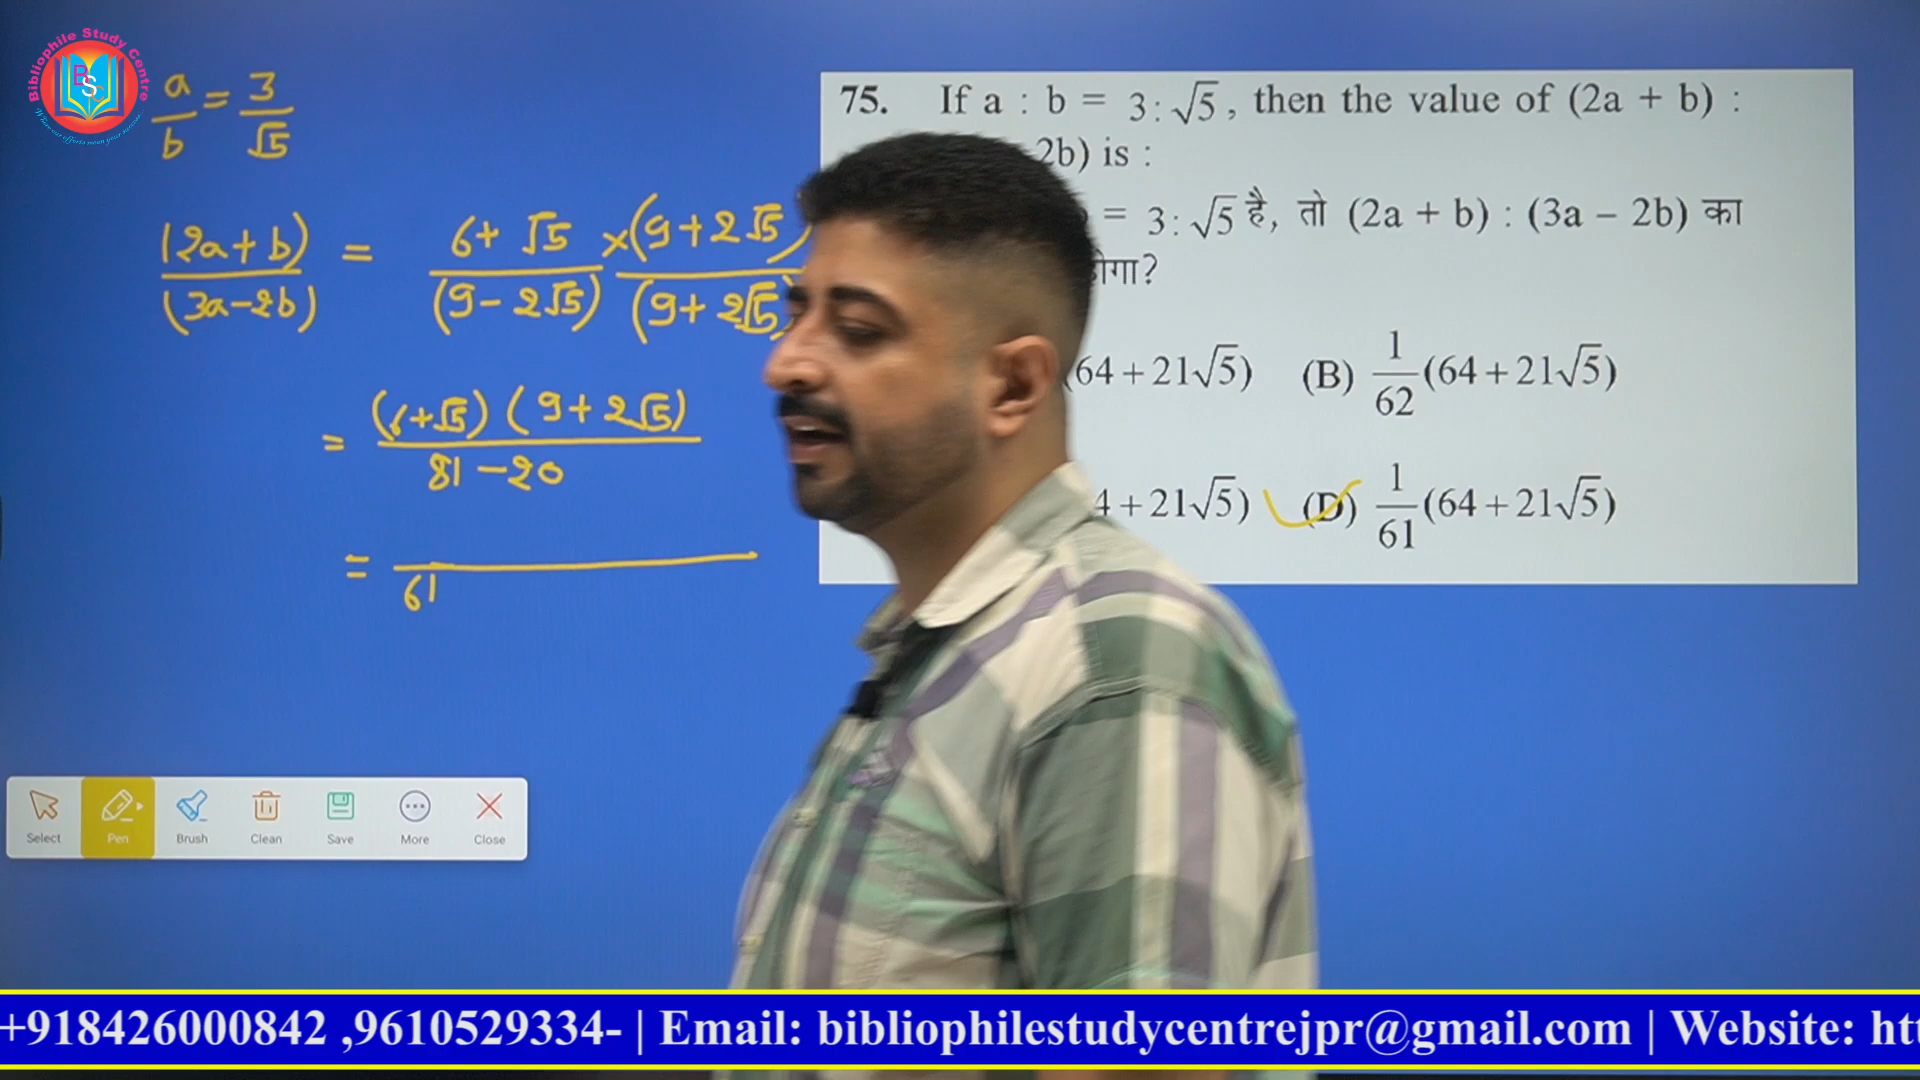 Bibliophile Study Centre
BSC
a/b = 3/√5
(2a+b)/(3a-2b) = 6+√5/(9-2√5) × (9+2√5)/(9+2√5)
= (6+√5)(9+2√5)/81-20
= /61
75. If a : b = 3:√5, then the value of (2a + b) :
2b) is :
= 3:√5 है, तो (2a + b) : (3a – 2b) का
होगा?
(64+21√5) (B) 1/62(64+21√5)
4+21√5) (D) 1/61(64+21√5)
Select Pen Brush Clean Save More Close
+918426000842 ,9610529334- | Email: bibliophilestudycentrejpr@gmail.com | Website: htt